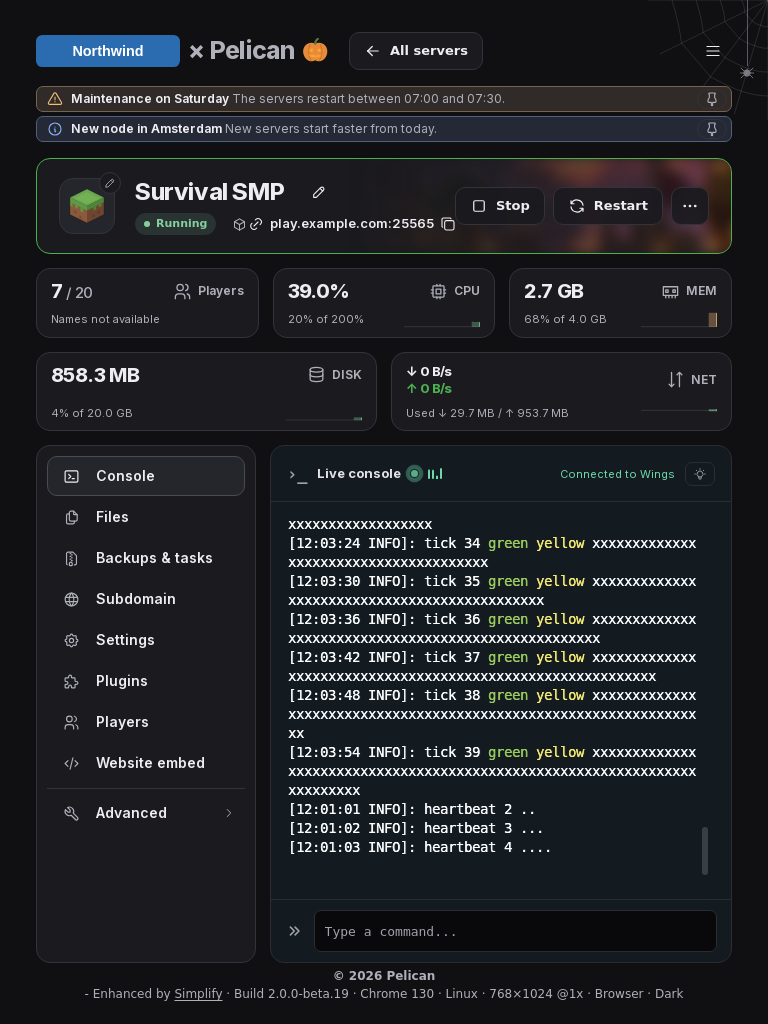 Northwind × Pelican 🎃 All servers
Maintenance on Saturday The servers restart between 07:00 and 07:30.
New node in Amsterdam New servers start faster from today.
Survival SMP
Running play.example.com:25565
Stop Restart
7 / 20 Players
Names not available
39.0% CPU
20% of 200%
2.7 GB MEM
68% of 4.0 GB
858.3 MB DISK
4% of 20.0 GB
↓ 0 B/s
↑ 0 B/s
NET
Used ↓ 29.7 MB / ↑ 953.7 MB
Console
Files
Backups & tasks
Subdomain
Settings
Plugins
Players
Website embed
Advanced
Live console Connected to Wings
xxxxxxxxxxxxxxxxxx
[12:03:24 INFO]: tick 34 green yellow xxxxxxxxxxxxx
xxxxxxxxxxxxxxxxxxxxxxxxx
[12:03:30 INFO]: tick 35 green yellow xxxxxxxxxxxxx
xxxxxxxxxxxxxxxxxxxxxxxxxxxxxxxx
[12:03:36 INFO]: tick 36 green yellow xxxxxxxxxxxxx
xxxxxxxxxxxxxxxxxxxxxxxxxxxxxxxxxxxxxxx
[12:03:42 INFO]: tick 37 green yellow xxxxxxxxxxxxx
xxxxxxxxxxxxxxxxxxxxxxxxxxxxxxxxxxxxxxxxxxxxxx
[12:03:48 INFO]: tick 38 green yellow xxxxxxxxxxxxx
xxxxxxxxxxxxxxxxxxxxxxxxxxxxxxxxxxxxxxxxxxxxxxxxxxx
xx
[12:03:54 INFO]: tick 39 green yellow xxxxxxxxxxxxx
xxxxxxxxxxxxxxxxxxxxxxxxxxxxxxxxxxxxxxxxxxxxxxxxxxx
xxxxxxxxx
[12:01:01 INFO]: heartbeat 2 ..
[12:01:02 INFO]: heartbeat 3 ...
[12:01:03 INFO]: heartbeat 4 ....
Type a command...
© 2026 Pelican
- Enhanced by Simplify · Build 2.0.0-beta.19 · Chrome 130 · Linux · 768×1024 @1x · Browser · Dark